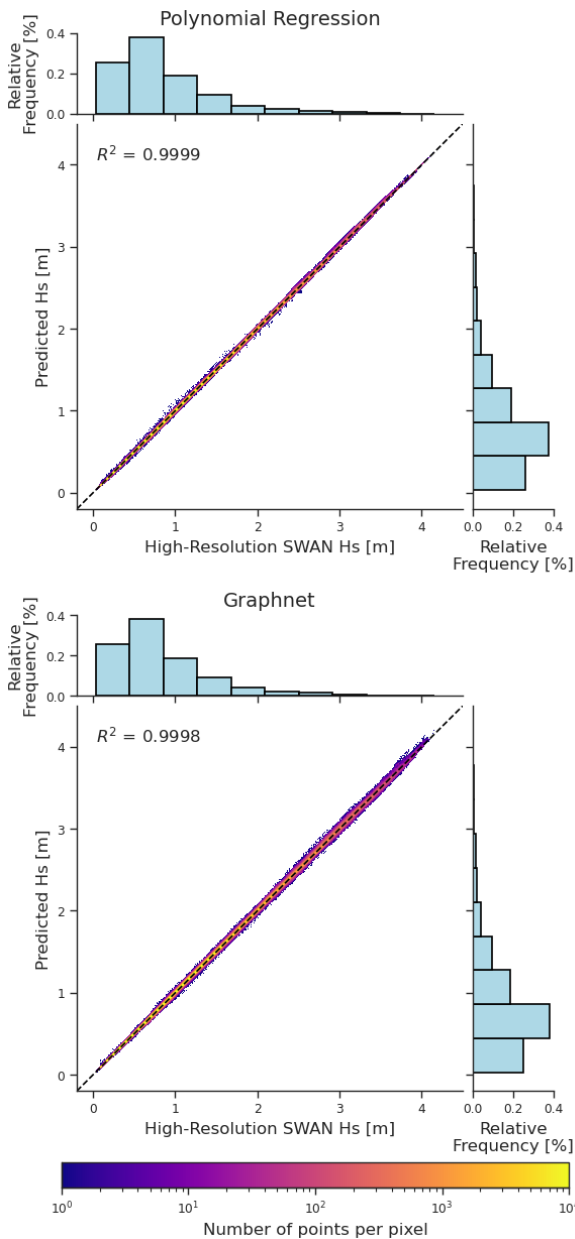 Polynomial Regression
Relative
Frequency [%]
0.4
0.2
0.0
R² = 0.9999
Predicted Hs [m]
4
3
2
1
0
0 1 2 3 4
High-Resolution SWAN Hs [m]
0.0 0.2 0.4
Relative
Frequency [%]
Graphnet
Relative
Frequency [%]
0.4
0.2
0.0
R² = 0.9998
Predicted Hs [m]
4
3
2
1
0
0 1 2 3 4
High-Resolution SWAN Hs [m]
0.0 0.2 0.4
Relative
Frequency [%]
10⁰ 10¹ 10² 10³
Number of points per pixel